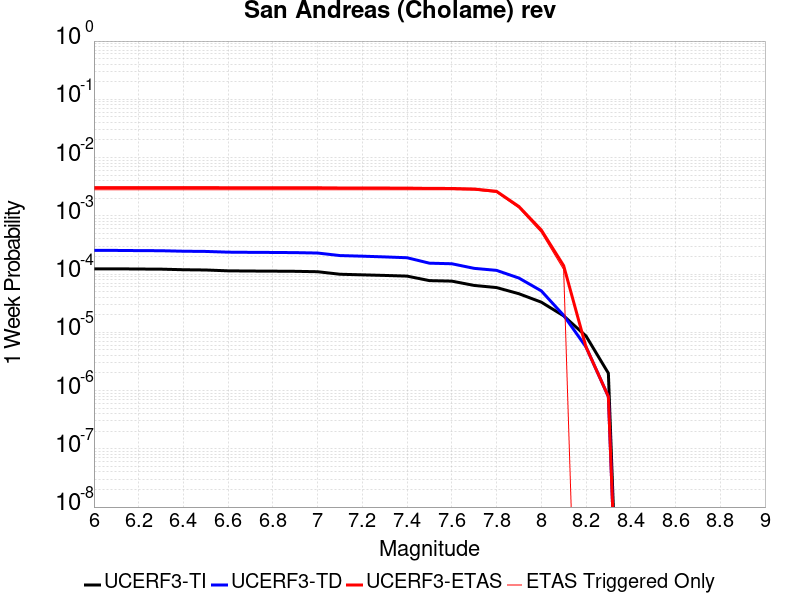 San Andreas (Cholame) rev
10^0
10^-1
10^-2
10^-3
10^-4
10^-5
10^-6
10^-7
10^-8
1 Week Probability
6 6.2 6.4 6.6 6.8 7 7.2 7.4 7.6 7.8 8 8.2 8.4 8.6 8.8 9
Magnitude
UCERF3-TI UCERF3-TD UCERF3-ETAS ETAS Triggered Only